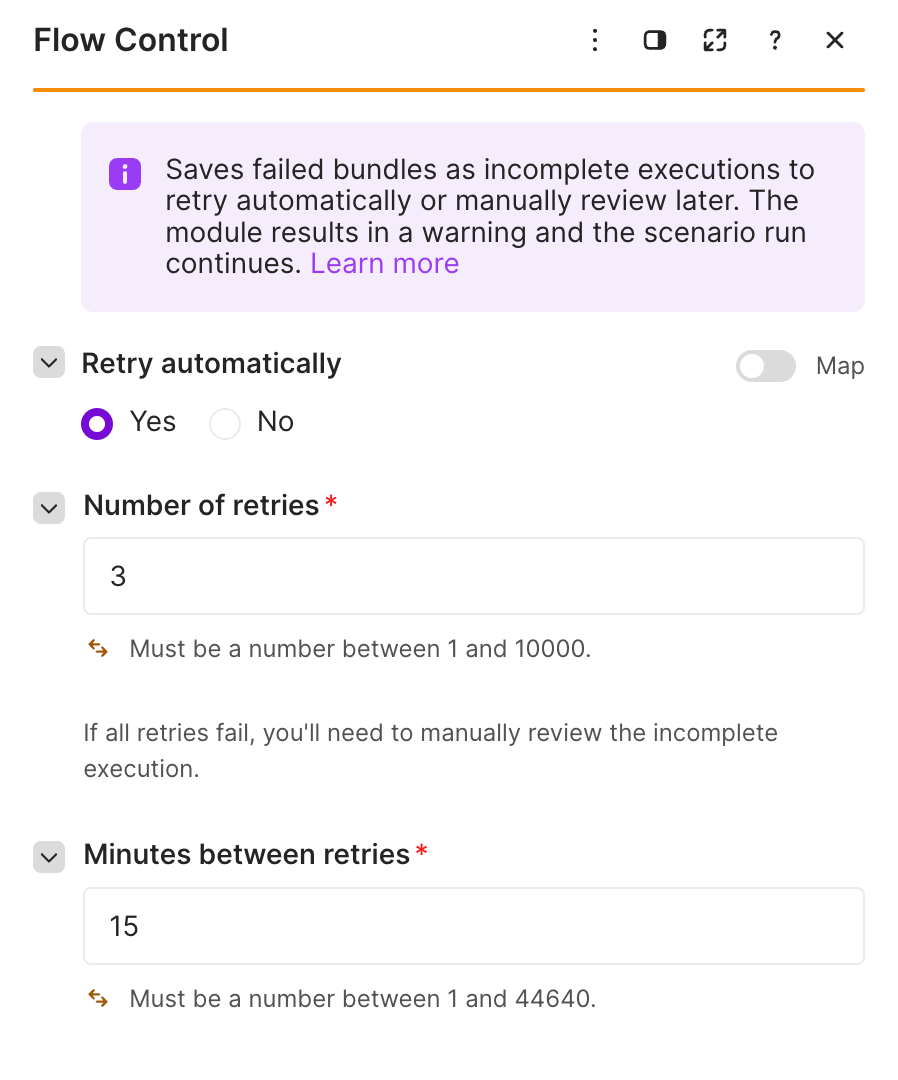 Flow Control
Saves failed bundles as incomplete executions to
retry automatically or manually review later. The
module results in a warning and the scenario run
continues. Learn more
Retry automatically
Map
Yes
No
Number of retries *
3
Must be a number between 1 and 10000.
If all retries fail, you'll need to manually review the incomplete
execution.
Minutes between retries *
15
Must be a number between 1 and 44640.